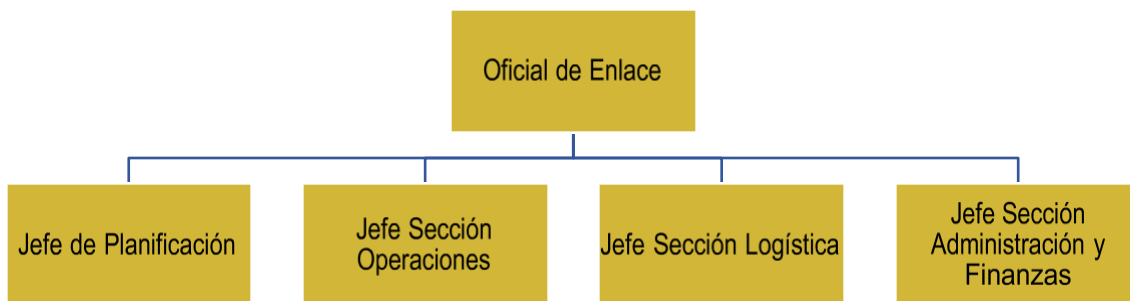 Oficial de Enlace
Jefe de Planificación
Jefe Sección
Operaciones
Jefe Sección Logística
Jefe Sección
Administración y
Finanzas